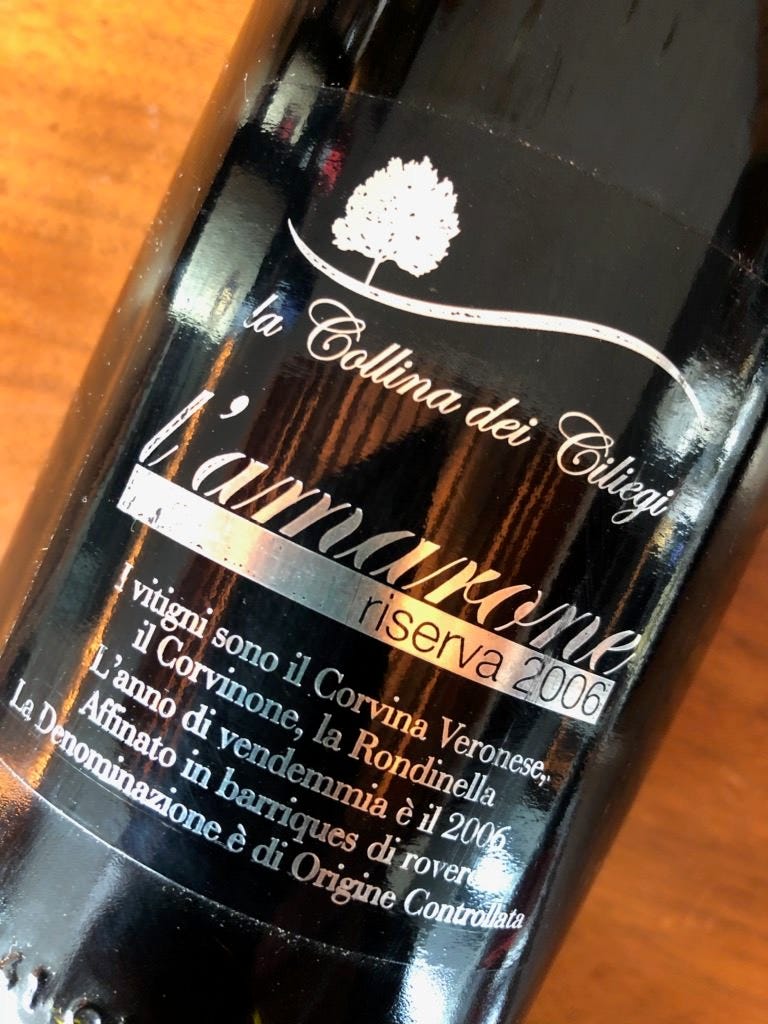 la Collina dei Ciliegi
l'amarone
riserva 2006
I vitigni sono il Corvina Veronese,
il Corvinone, la Rondinella
L'anno di vendemmia è il 2006
Affinato in barriques di rovere
La Denominazione è di Origine Controllata